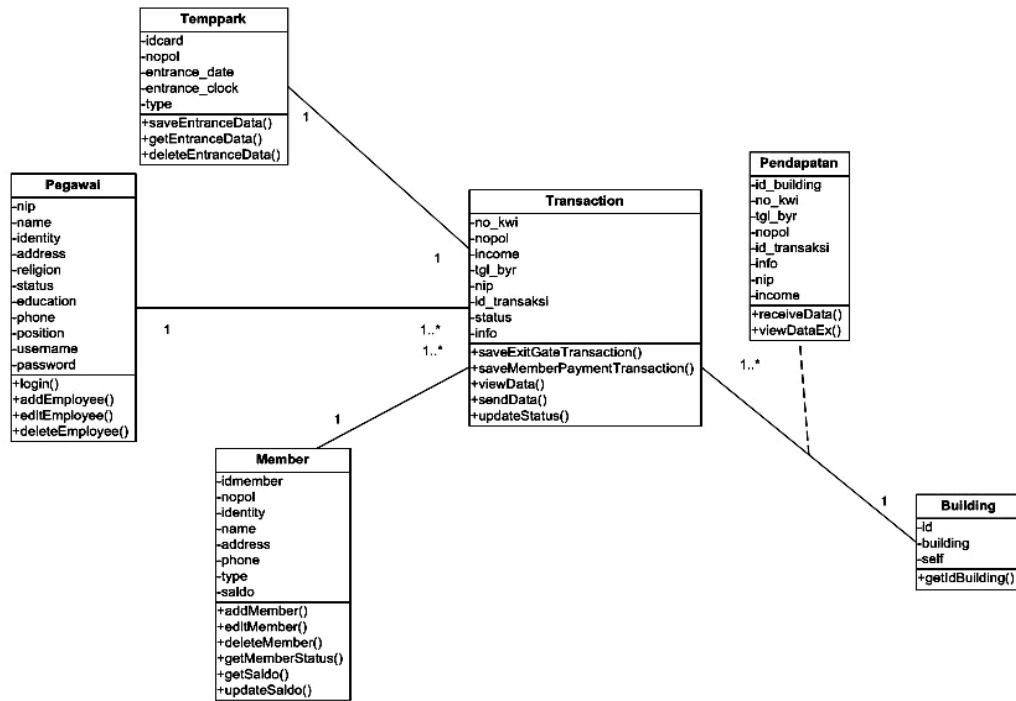 Temppark
-idcard
-nopol
-entrance_date
-entrance_clock
-type
+saveEntranceData()
+getEntranceData()
+deleteEntranceData()
1
1
Pegawai
-nip
-name
-identity
-address
-religion
-status
-education
-phone
-position
-username
-password
+login()
+addEmployee()
+editEmployee()
+deleteEmployee()
1
1..*
1..*
1
Transaction
-no_kwi
-nopol
-income
-tgl_byr
-nip
-id_transaksi
-status
-info
+saveExitGateTransaction()
+saveMemberPaymentTransaction()
+viewData()
+sendData()
+updateStatus()
Pendapatan
-id_building
-no_kwi
-tgl_byr
-nopol
-id_transaksi
-info
-nip
-income
+receiveData()
+viewDataEx()
1..*
1
Member
-idmember
-nopol
-identity
-name
-address
-phone
-type
-saldo
+addMember()
+editMember()
+deleteMember()
+getMemberStatus()
+getSaldo()
+updateSaldo()
Building
-id
-building
-self
+getIdBuilding()